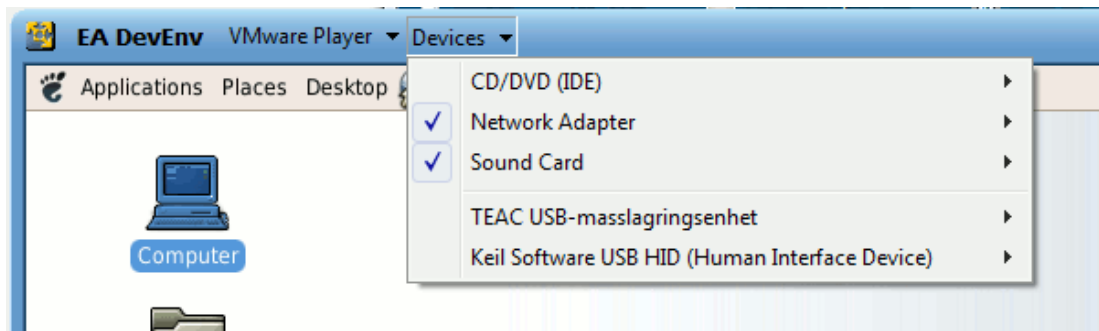 EA DevEnv VMware Player Devices
Applications Places Desktop
CD/DVD (IDE)
Network Adapter
Sound Card
TEAC USB-masslagringsenhet
Keil Software USB HID (Human Interface Device)
Computer